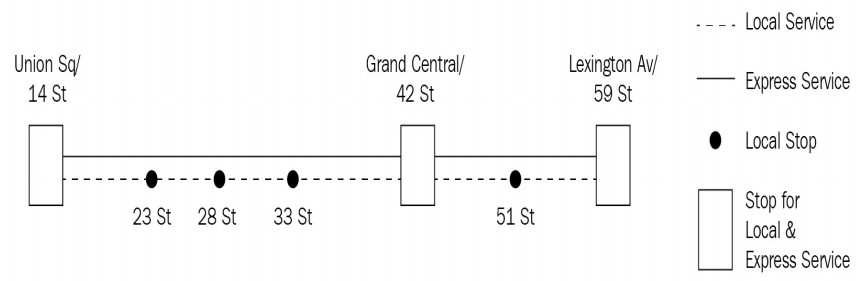 Union Sq/
14 St
Grand Central/
42 St
Lexington Av/
59 St
23 St
28 St
33 St
51 St
Local Service
Express Service
Local Stop
Stop for
Local &
Express Service